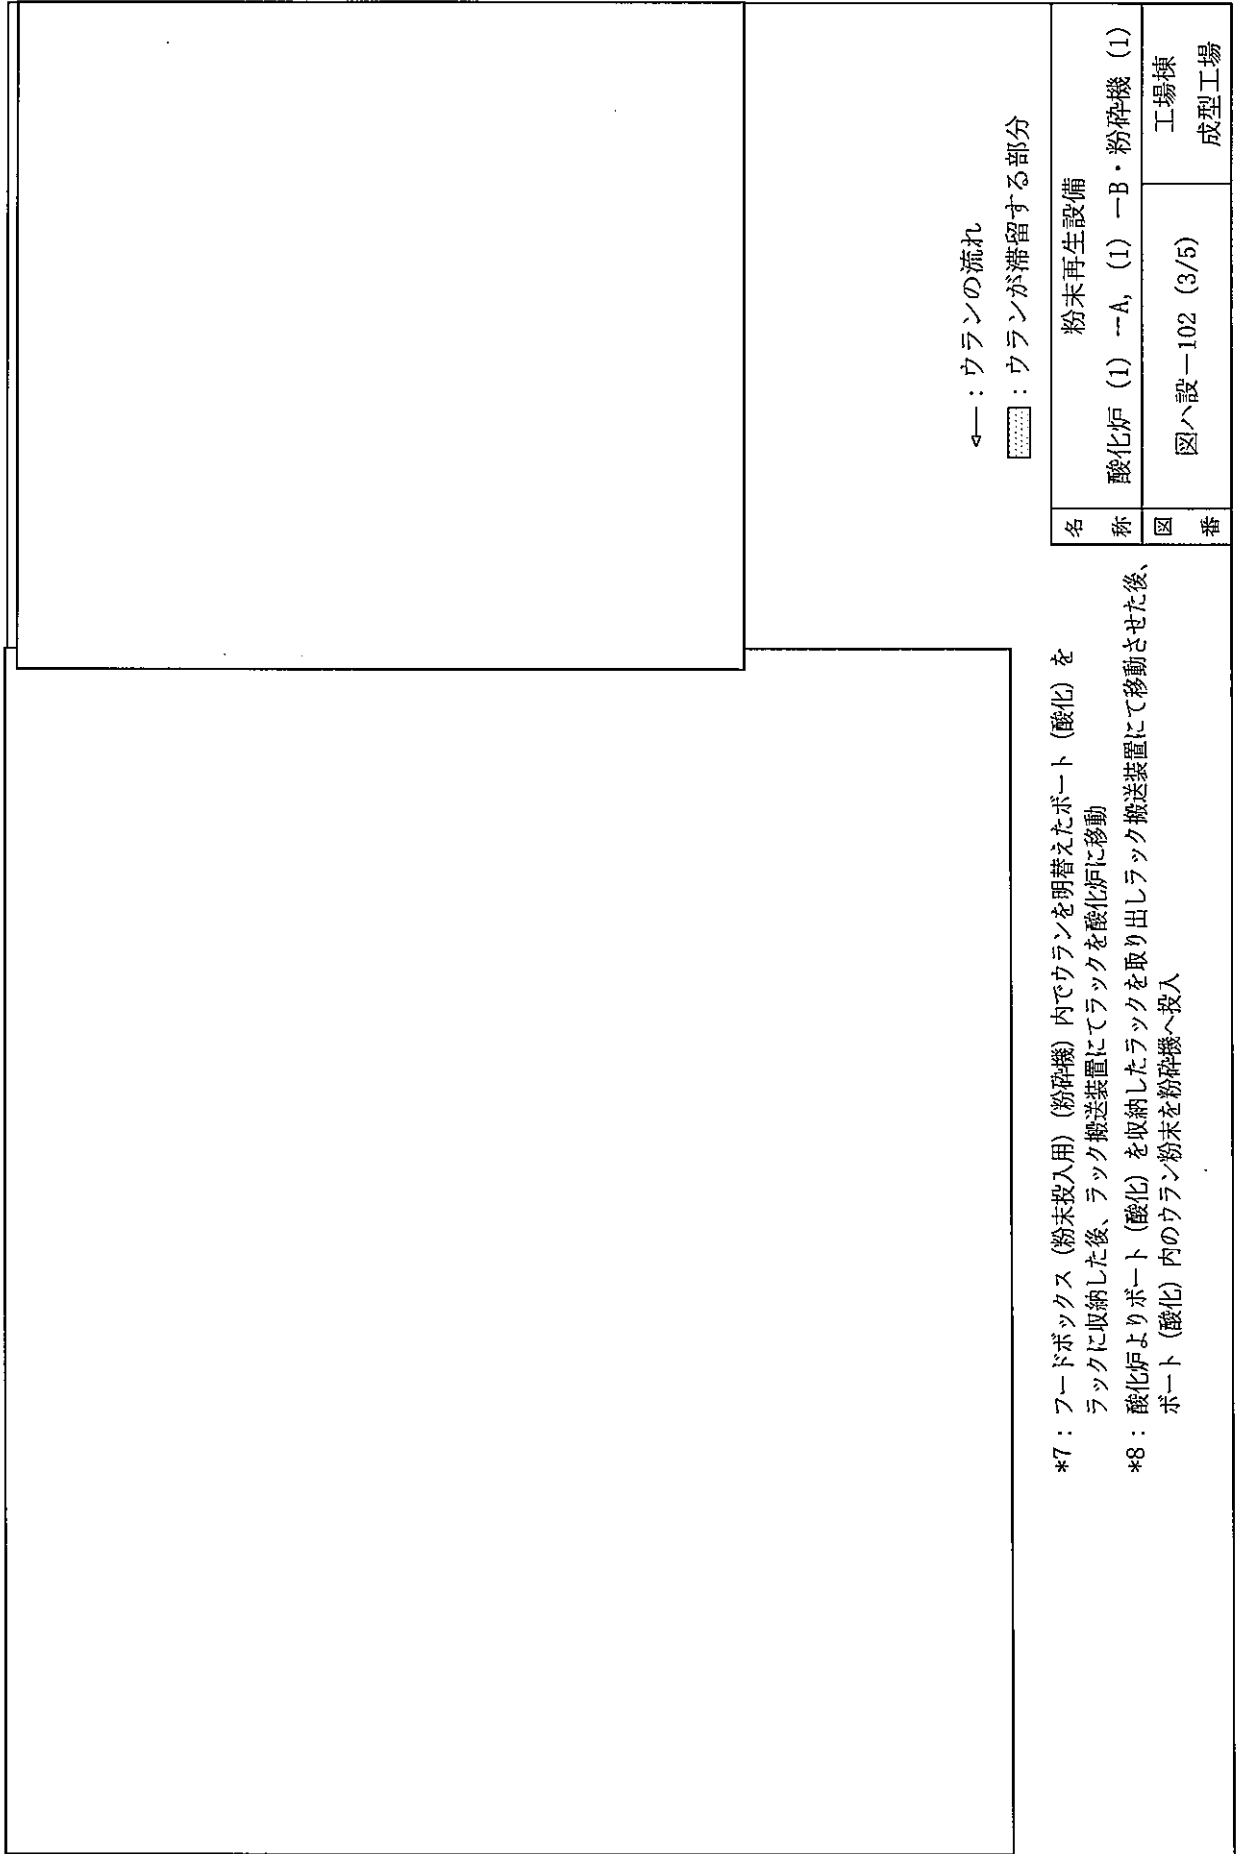 ←：ウランの流れ
：ウランが滞留する部分
*7：フードボックス（粉末投入用）（粉砕機）内でウランを明替えたボート（酸化）を
ラックに収納した後、ラック搬送装置にてラックを酸化炉に移動
*8：酸化炉よりボート（酸化）を収納したラックを取り出しラック搬送装置にて移動させた後、
ボート（酸化）内のウラン粉末を粉砕機へ投入
名称
粉末再生設備
酸化炉（1）--A,（1）-B・粉砕機（1）
図番
図ハ設－102（3/5）
工場棟
成型工場